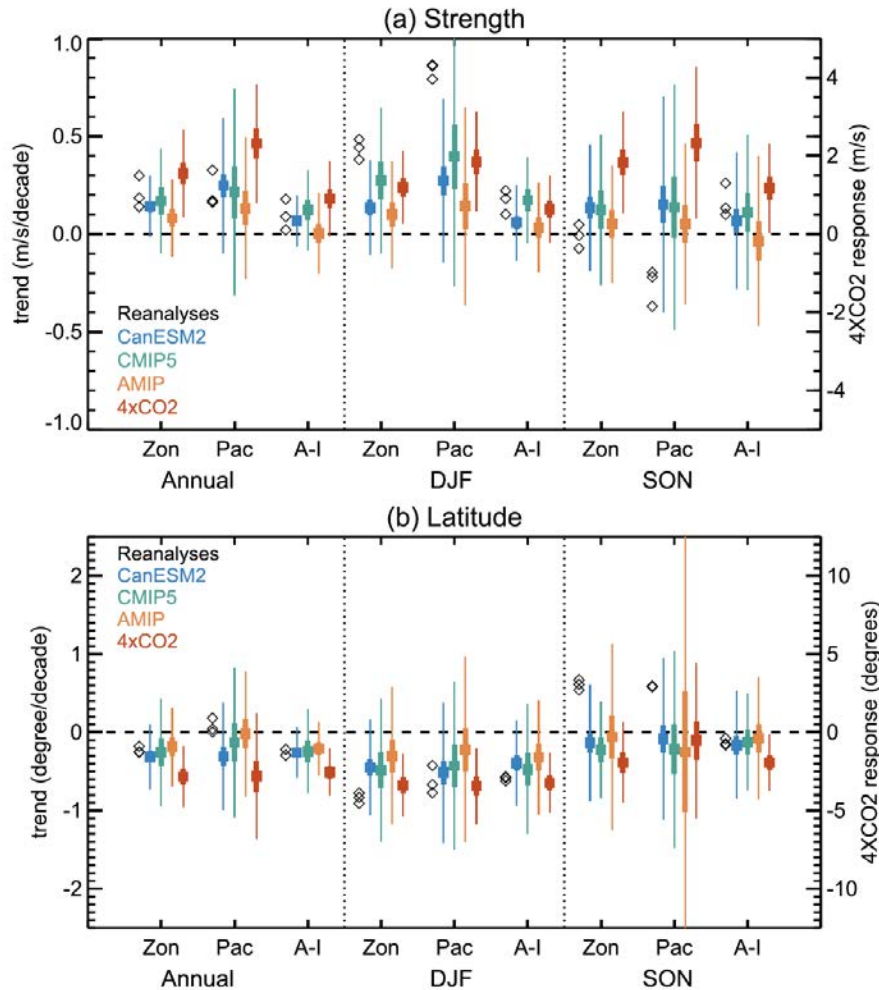 (a) Strength
1.0
0.5
0.0
-0.5
-1.0
trend (m/s/decade)
4
2
0
-2
-4
4XCO2 response (m/s)
Reanalyses
CanESM2
CMIP5
AMIP
4xCO2
Zon Pac A-I Zon Pac A-I Zon Pac A-I
Annual DJF SON
(b) Latitude
2
1
0
-1
-2
trend (degree/decade)
10
5
0
-5
-10
4XCO2 response (degrees)
Reanalyses
CanESM2
CMIP5
AMIP
4xCO2
Zon Pac A-I Zon Pac A-I Zon Pac A-I
Annual DJF SON